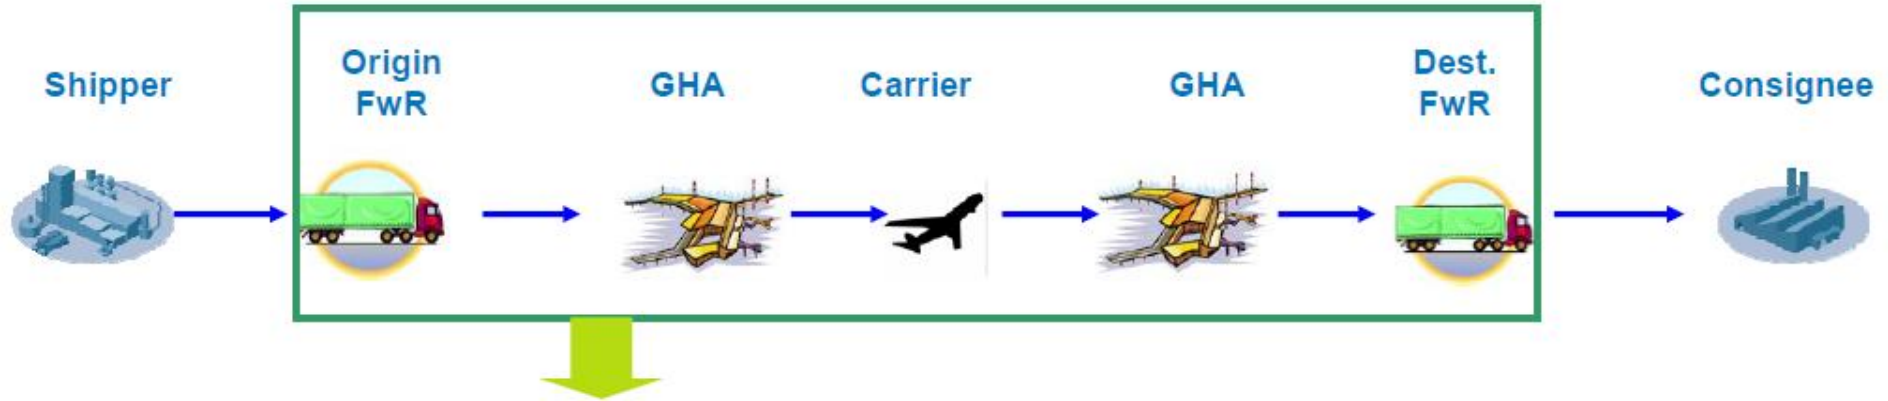 Shipper
Origin
FwR
GHA
Carrier
GHA
Dest.
FwR
Consignee